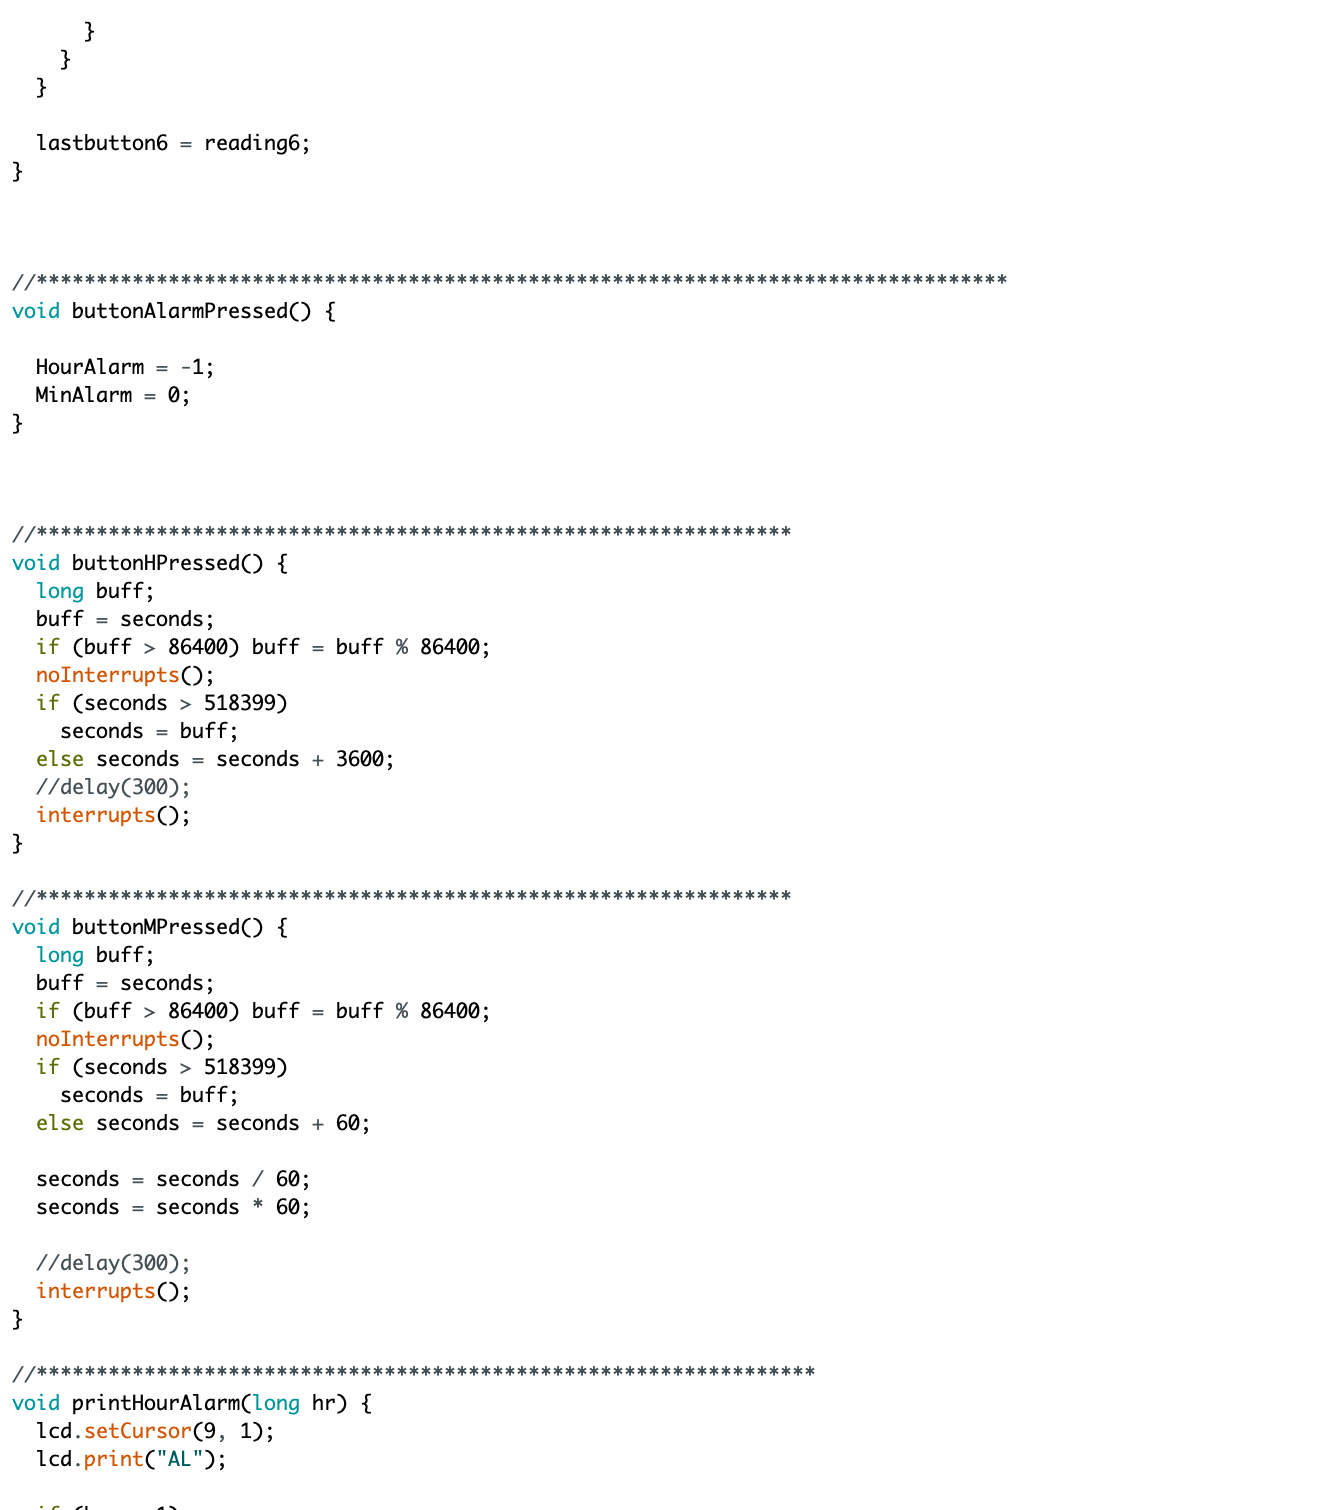 }
    }
  }

  lastbutton6 = reading6;
}

//*********************************************************************************
void buttonAlarmPressed() {

  HourAlarm = -1;
  MinAlarm = 0;
}

//***************************************************************
void buttonHPressed() {
  long buff;
  buff = seconds;
  if (buff > 86400) buff = buff % 86400;
  noInterrupts();
  if (seconds > 518399)
    seconds = buff;
  else seconds = seconds + 3600;
  //delay(300);
  interrupts();
}

//***************************************************************
void buttonMPressed() {
  long buff;
  buff = seconds;
  if (buff > 86400) buff = buff % 86400;
  noInterrupts();
  if (seconds > 518399)
    seconds = buff;
  else seconds = seconds + 60;

  seconds = seconds / 60;
  seconds = seconds * 60;

  //delay(300);
  interrupts();
}

//*****************************************************************
void printHourAlarm(long hr) {
  lcd.setCursor(9, 1);
  lcd.print("AL");